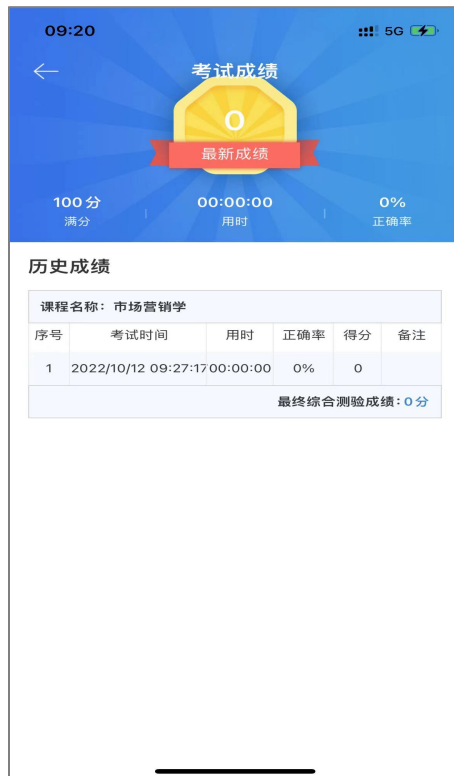 09:20 5G
考试成绩
0
最新成绩
100分 00:00:00 0%
满分 用时 正确率
历史成绩
课程名称：市场营销学
序号 考试时间 用时 正确率 得分 备注
1 2022/10/12 09:27:17 00:00:00 0% 0
最终综合测验成绩：0分